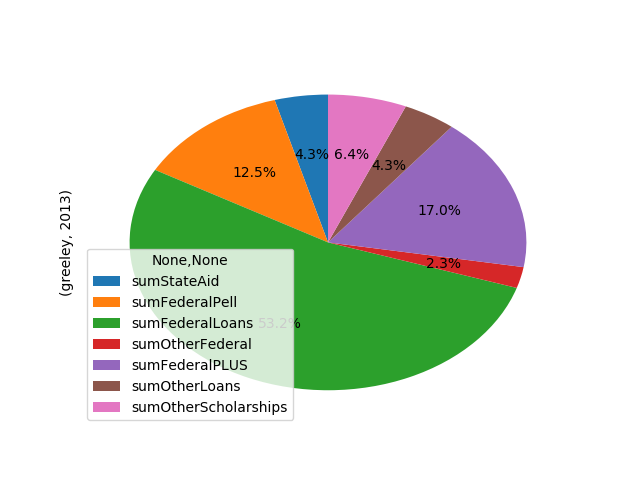 4.3% 6.4%
4.3%
12.5%
17.0%
2.3%
53.2%
(greeley, 2013)
None,None
sumStateAid
sumFederalPell
sumFederalLoans
sumOtherFederal
sumFederalPLUS
sumOtherLoans
sumOtherScholarships